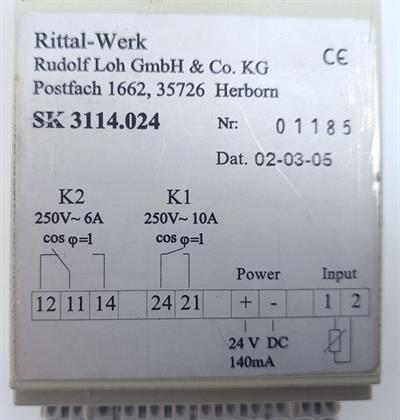 Rittal-Werk
Rudolf Loh GmbH & Co. KG
Postfach 1662, 35726 Herborn
CE
SK 3114.024 Nr: 01185
Dat. 02-03-05
K2 K1
250V~ 6A 250V~ 10A
cos φ=1 cos φ=1
Power Input
12 11 14 24 21 + - 1 2
24 V DC
140mA